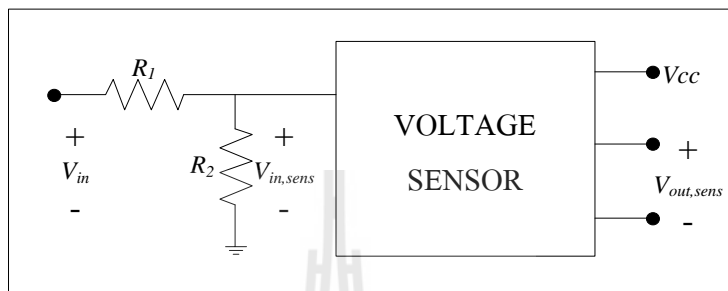 R1
Vcc
+ + VOLTAGE +
Vin R2 Vin,sens SENSOR Vout,sens
- - -